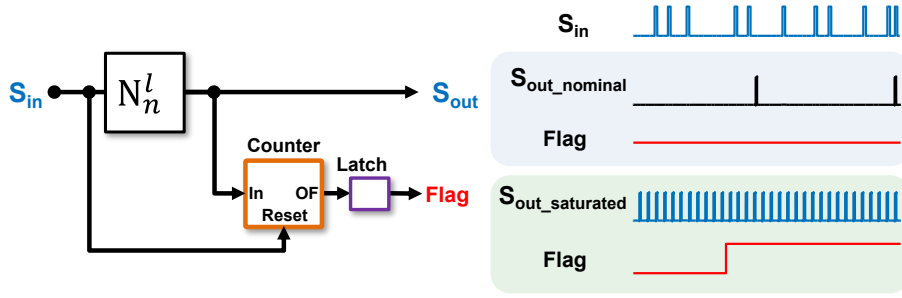 S_in
N_n^l
S_out
Counter
In
OF
Reset
Latch
Flag
S_in
S_out_nominal
Flag
S_out_saturated
Flag